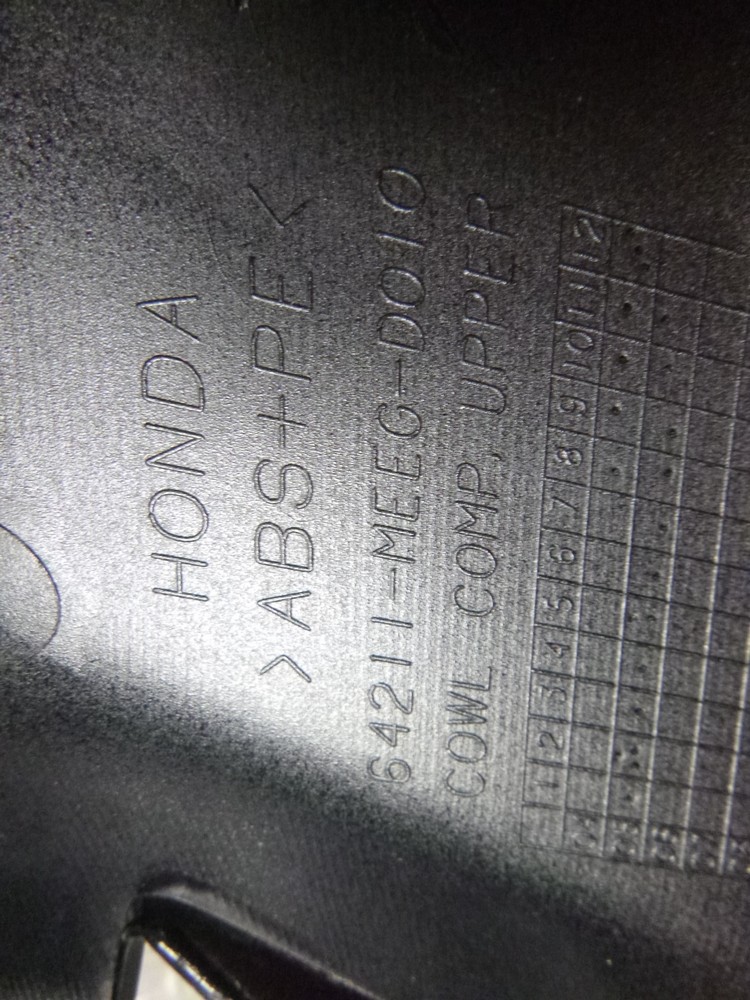 HONDA
>ABS+PE<
64211-MEEG-D010
COWL COMP, UPPER
1 2 3 4 5 6 7 8 9 10 11 12